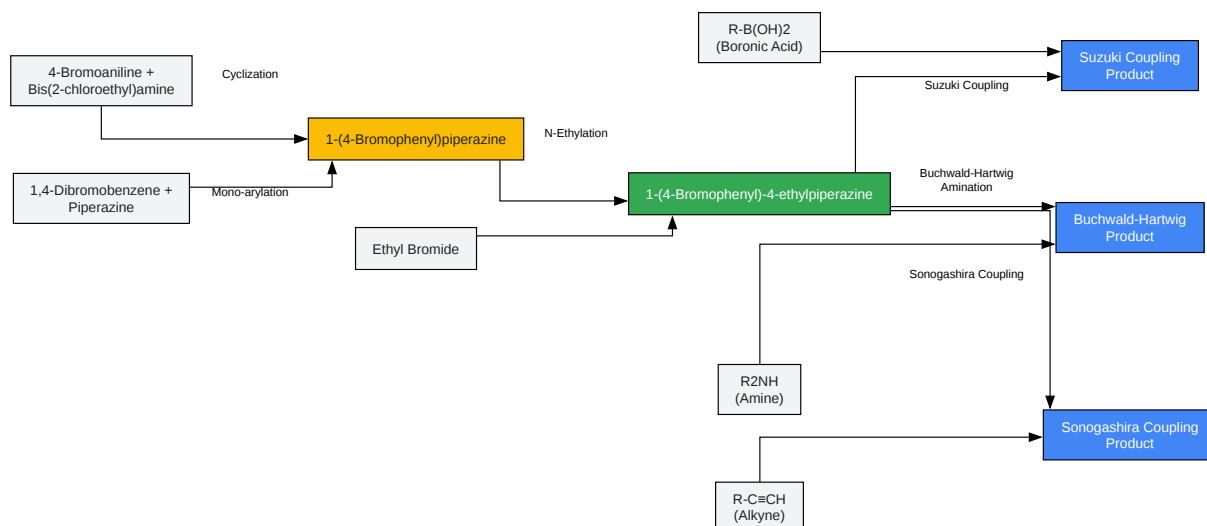 R-B(OH)2
(Boronic Acid)
Suzuki Coupling
Product
4-Bromoaniline +
Bis(2-chloroethyl)amine
Cyclization
Suzuki Coupling
1-(4-Bromophenyl)piperazine
N-Ethylation
1,4-Dibromobenzene +
Piperazine
Mono-arylation
1-(4-Bromophenyl)-4-ethylpiperazine
Buchwald-Hartwig
Amination
Buchwald-Hartwig
Product
Ethyl Bromide
Sonogashira Coupling
R2NH
(Amine)
Sonogashira Coupling
Product
R-C≡CH
(Alkyne)